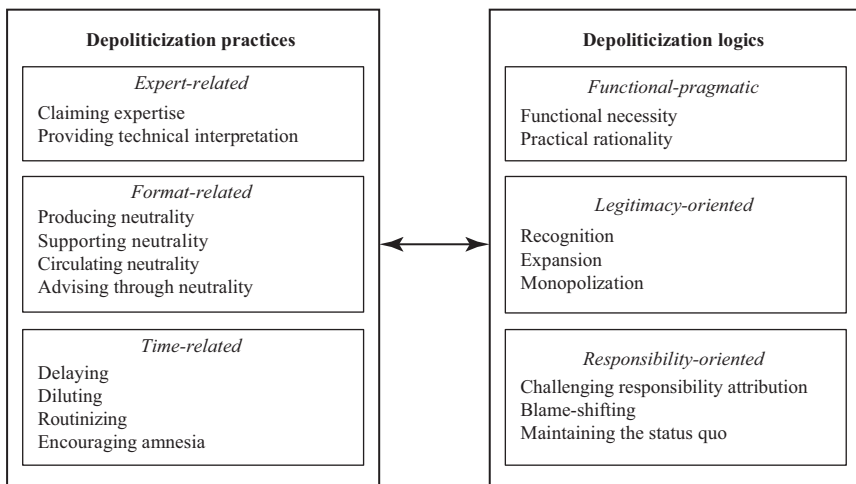 Depoliticization practices
Expert-related
Claiming expertise
Providing technical interpretation
Format-related
Producing neutrality
Supporting neutrality
Circulating neutrality
Advising through neutrality
Time-related
Delaying
Diluting
Routinizing
Encouraging amnesia
Depoliticization logics
Functional-pragmatic
Functional necessity
Practical rationality
Legitimacy-oriented
Recognition
Expansion
Monopolization
Responsibility-oriented
Challenging responsibility attribution
Blame-shifting
Maintaining the status quo